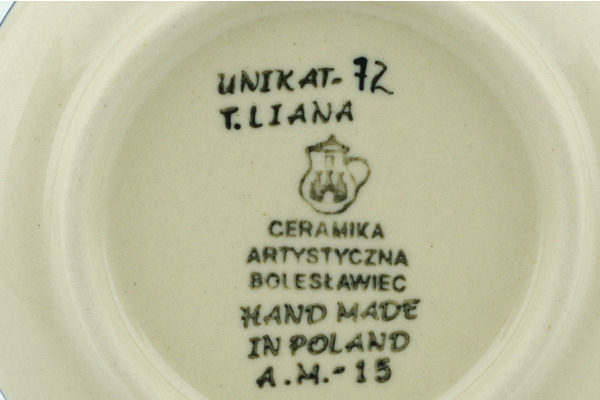 UNIKAT-72
T.LIANA
CERAMIKA
ARTYSTYCZNA
BOLESŁAWIEC
HAND MADE
IN POLAND
A.M.-15